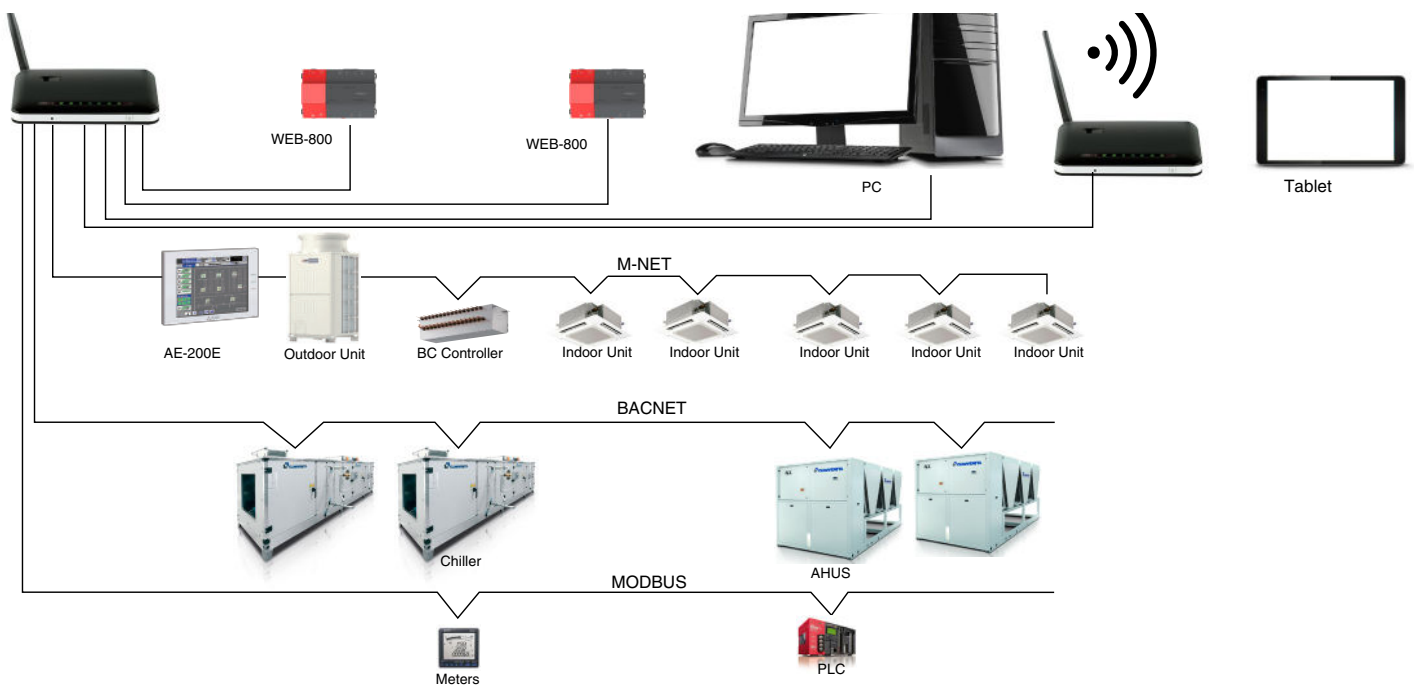 WEB-800
WEB-800
PC
Tablet
M-NET
AE-200E
Outdoor Unit
BC Controller
Indoor Unit
Indoor Unit
Indoor Unit
Indoor Unit
Indoor Unit
BACNET
Chiller
AHUS
MODBUS
Meters
PLC